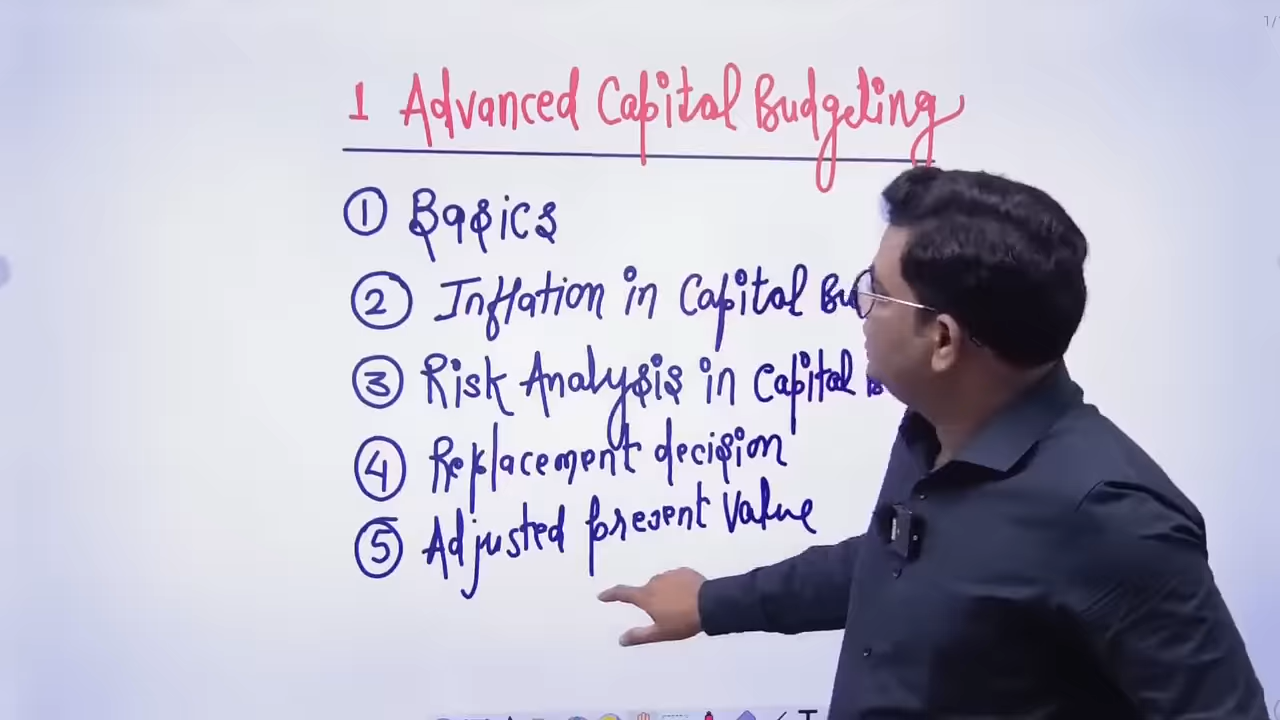 1/
1 Advanced Capital Budgeting
① Basics
② Inflation in Capital Bu
③ Risk Analysis in Capital B
④ Replacement decision
⑤ Adjusted present Value
T